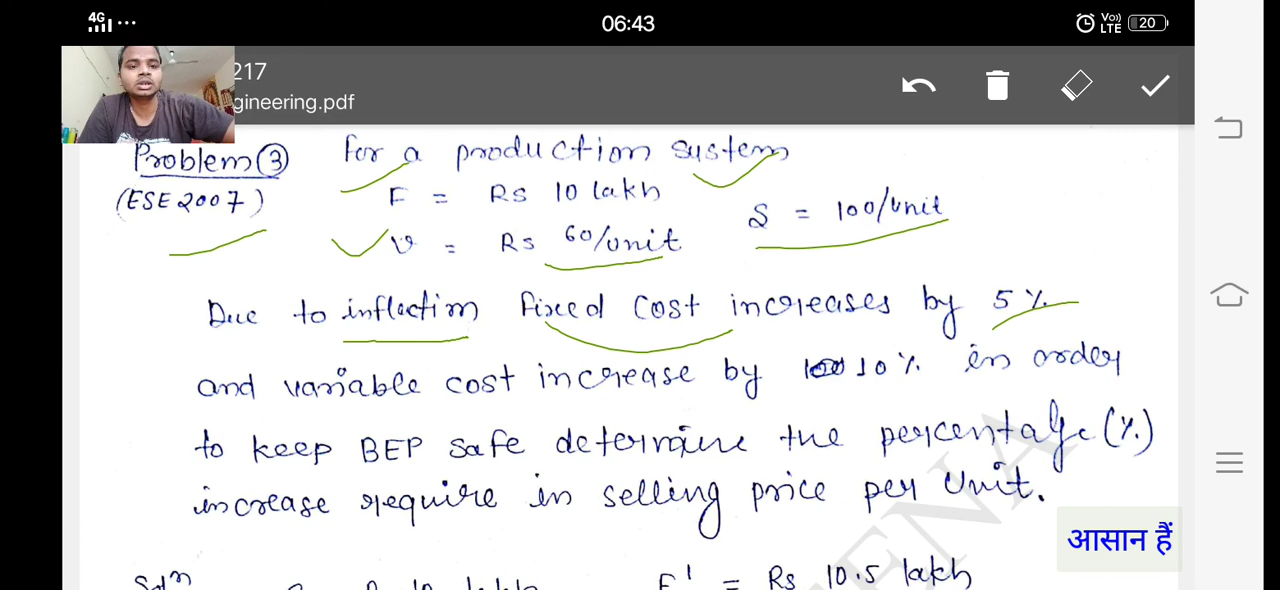 4G 06:43 Vo)) LTE 20
217
gineering.pdf
Problem 3 For a production system
(ESE 2007) F = RS 10 lakh
S = 100/unit
v = Rs 60/unit
Due to inflection fixed cost increases by 5 %
and variable cost increase by 10 % in order
to keep BEP safe determine the percentage (%)
increase require in selling price per unit.
आसान हैं
Solⁿ F' = Rs 10.5 lakh